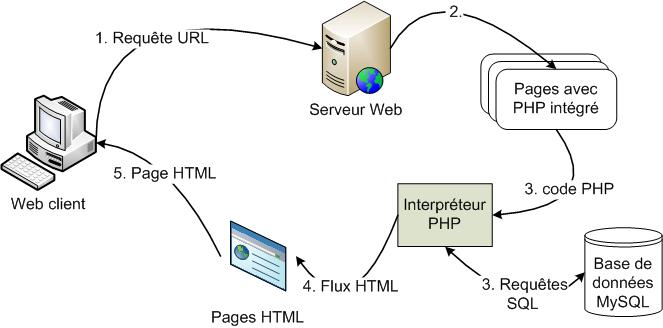 1. Requête URL
2.
Serveur Web
Pages avec
PHP intégré
Web client
5. Page HTML
3. code PHP
Interpréteur
PHP
4. Flux HTML
3. Requêtes
SQL
Base de
données
MySQL
Pages HTML